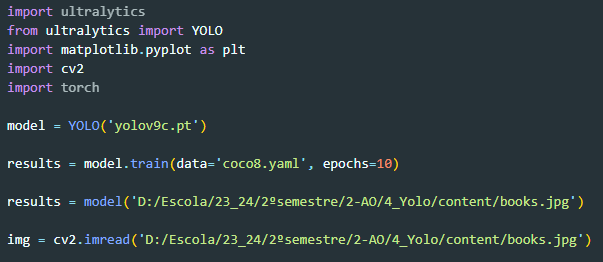 import ultralytics
from ultralytics import YOLO
import matplotlib.pyplot as plt
import cv2
import torch
model = YOLO('yolov9c.pt')
results = model.train(data='coco8.yaml', epochs=10)
results = model('D:/Escola/23_24/2ºsemestre/2-AO/4_Yolo/content/books.jpg')
img = cv2.imread('D:/Escola/23_24/2ºsemestre/2-AO/4_Yolo/content/books.jpg')